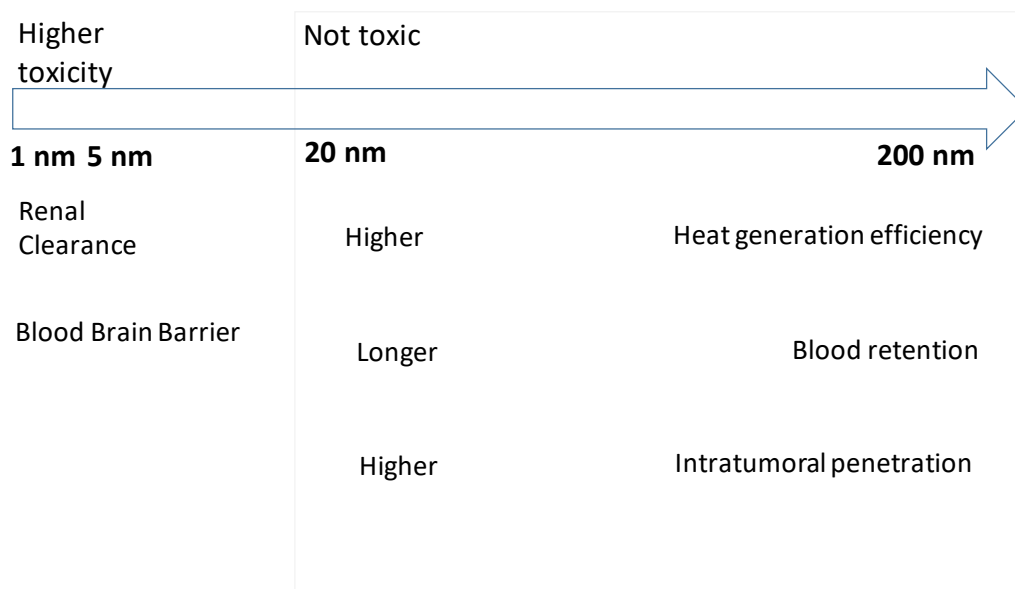 Higher
toxicity
Not toxic
1 nm 5 nm
20 nm
200 nm
Renal
Clearance
Higher
Heat generation efficiency
Blood Brain Barrier
Longer
Blood retention
Higher
Intratumoral penetration